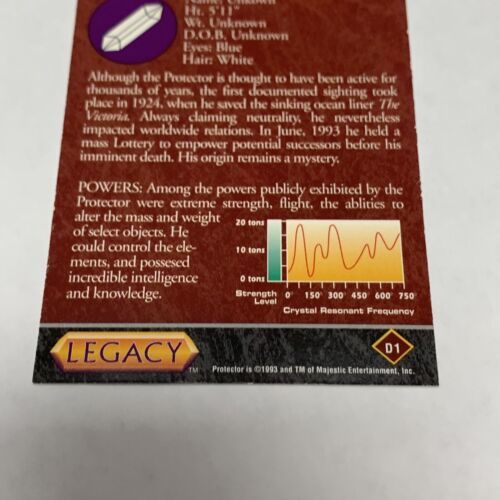 Name: Unkown
Ht. 5'11"
Wt. Unknown
D.O.B. Unknown
Eyes: Blue
Hair: White
Although the Protector is thought to have been active for
thousands of years, the first documented sighting took
place in 1924, when he saved the sinking ocean liner The
Victoria. Always claiming neutrality, he nevertheless
impacted worldwide relations. In June, 1993 he held a
mass Lottery to empower potential successors before his
imminent death. His origin remains a mystery.
POWERS: Among the powers publicly exhibited by the
Protector were extreme strength, flight, the ablities to
alter the mass and weight
of select objects. He
could control the ele-
ments, and possesed
incredible intelligence
and knowledge.
20 tons
10 tons
0 tons
Strength
Level
0° 150° 300° 450° 600° 750°
Crystal Resonant Frequency
LEGACY TM
D1
Protector is ©1993 and TM of Majestic Entertainment, Inc.